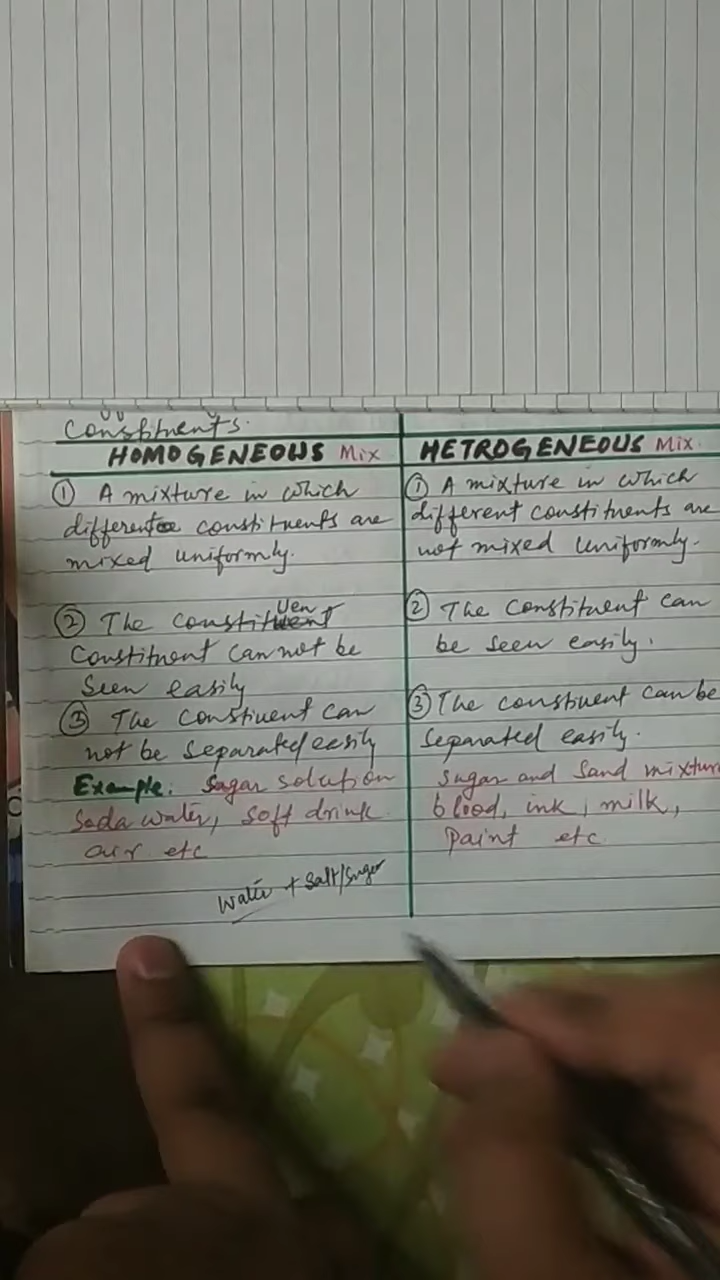 Constituents.
HOMOGENEOUS Mix
① A mixture in which
different constituents are
mixed uniformly.
② The constituent
Constituent can not be
Seen easily
③ The constiuent can
not be separated easily
Example: Sugar solution
Soda water, soft drink
air etc
Water + Salt/Sugar
HETROGENEOUS Mix.
① A mixture in which
different constituents are
not mixed uniformly.
② The constituent can
be seen easily.
③ The constiuent can be
separated easily.
sugar and sand mixture
blood, ink, milk,
Paint etc